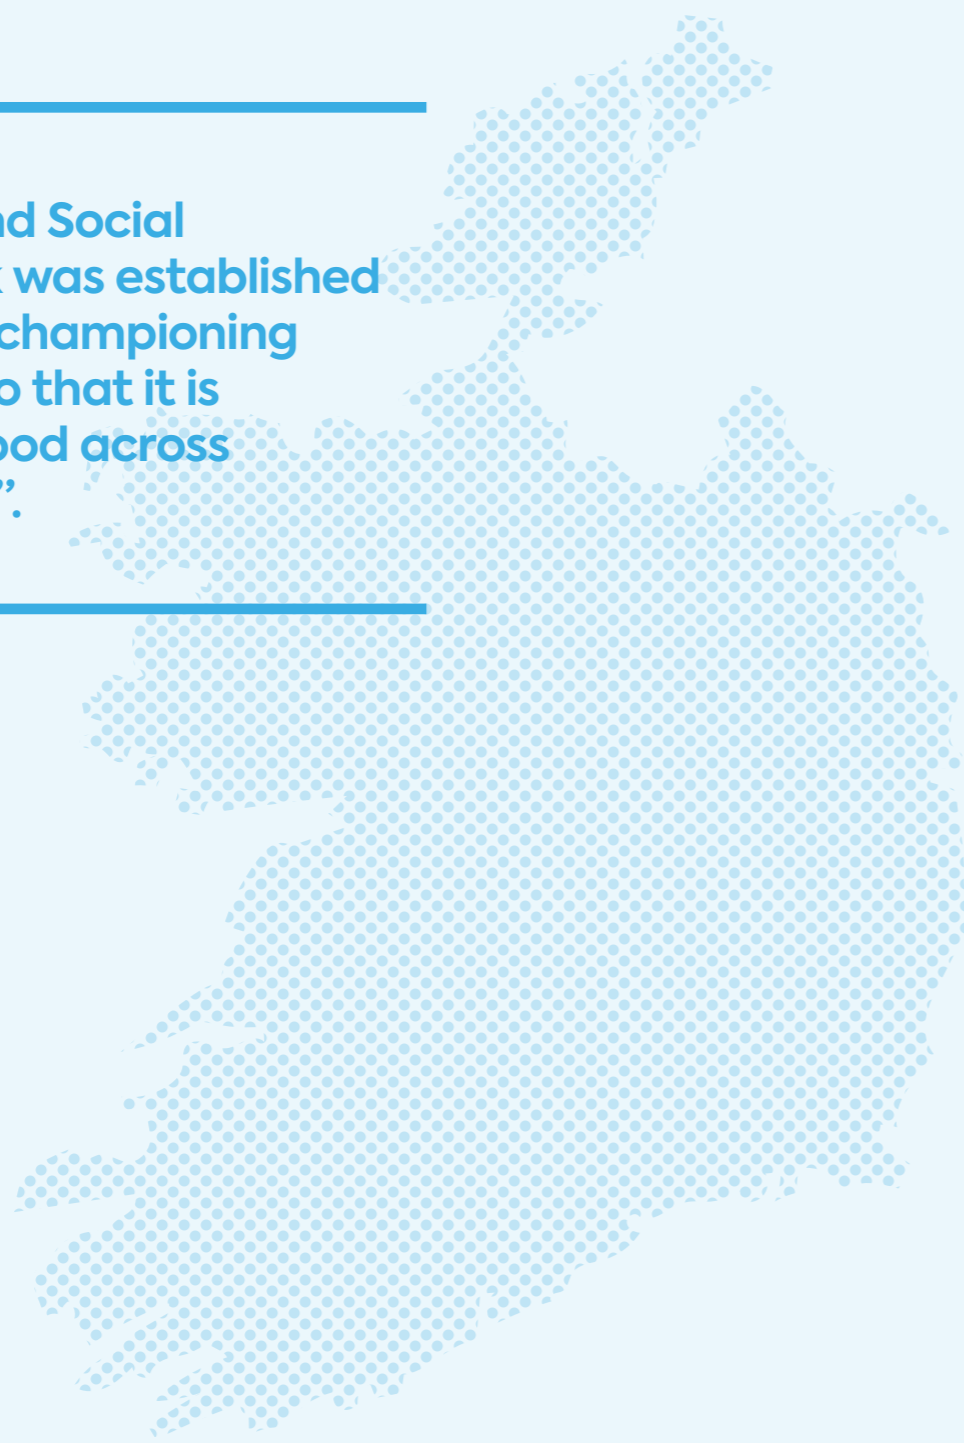 nd Social
was established
championing
o that it is
ood across
”.